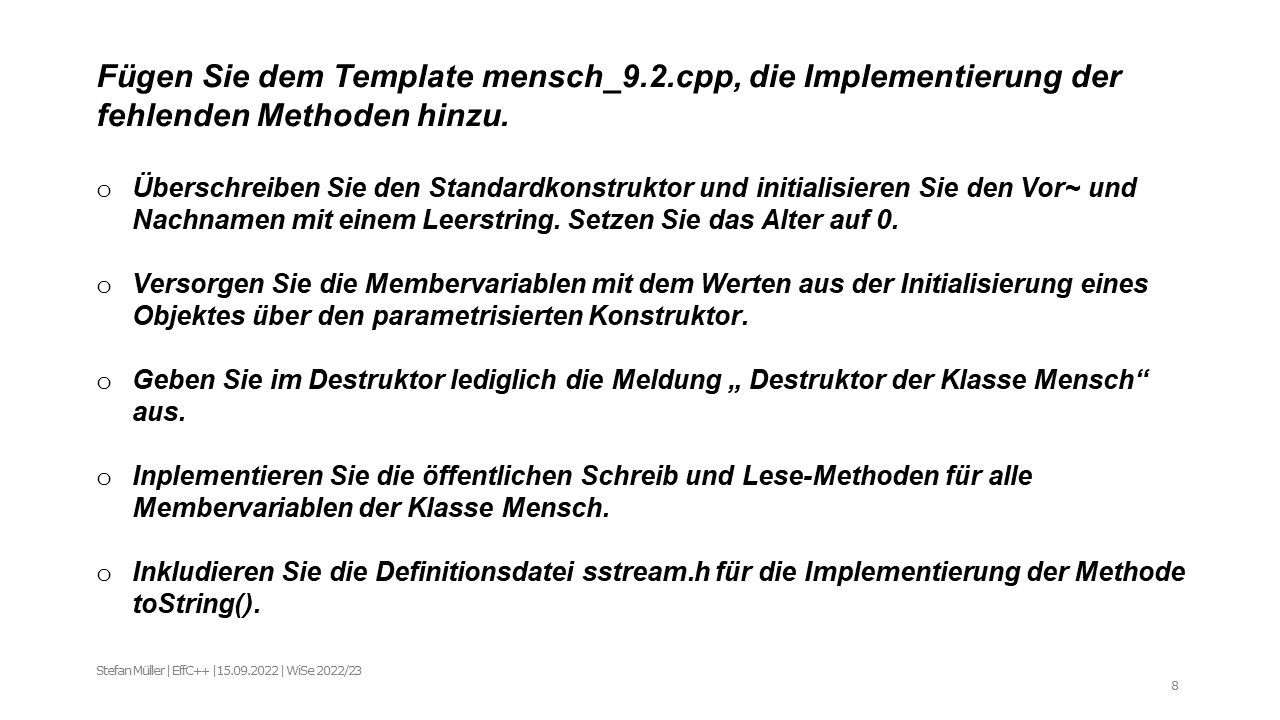 Fügen Sie dem Template mensch_9.2.cpp, die Implementierung der
fehlenden Methoden hinzu.
o Überschreiben Sie den Standardkonstruktor und initialisieren Sie den Vor~ und
Nachnamen mit einem Leerstring. Setzen Sie das Alter auf 0.
o Versorgen Sie die Membervariablen mit dem Werten aus der Initialisierung eines
Objektes über den parametrisierten Konstruktor.
o Geben Sie im Destruktor lediglich die Meldung „ Destruktor der Klasse Mensch“
aus.
o Inplementieren Sie die öffentlichen Schreib und Lese-Methoden für alle
Membervariablen der Klasse Mensch.
o Inkludieren Sie die Definitionsdatei sstream.h für die Implementierung der Methode
toString().
Stefan Müller | EffC++ |15.09.2022 | WiSe 2022/23
8